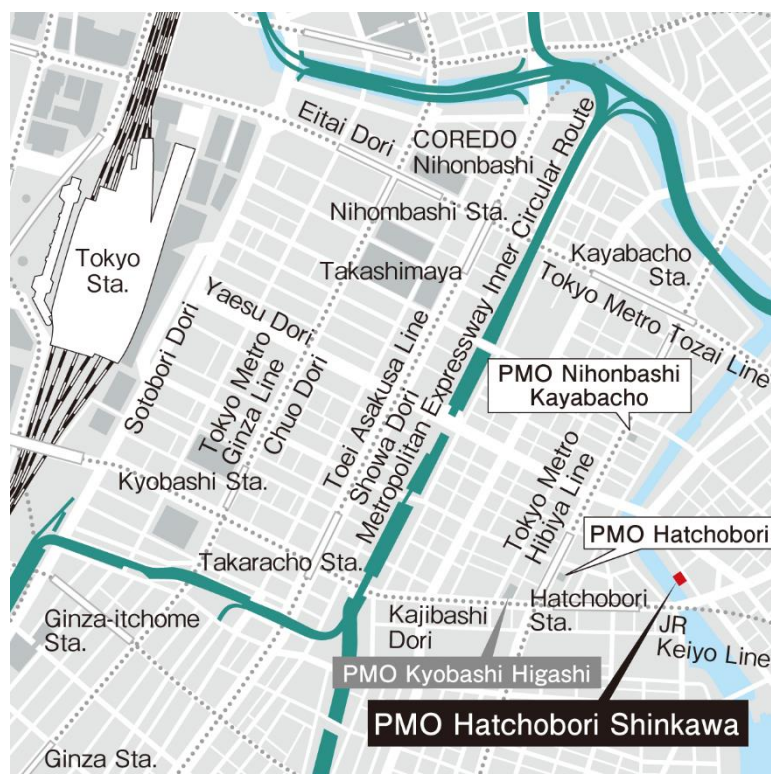 Eitai Dori
COREDO
Nihonbashi
Nihombashi Sta.
Metropolitan Expressway Inner Circular Route
Kayabacho
Sta.
Tokyo
Sta.
Takashimaya
Tokyo Metro Tozai Line
Yaesu Dori
Sotobori Dori
Tokyo Metro
Ginza Line
Chuo Dori
Toei Asakusa Line
Showa Dori
PMO Nihonbashi
Kayabacho
Kyobashi Sta.
Tokyo Metro
Hibiya Line
PMO Hatchobori
Takaracho Sta.
Ginza-itchome
Sta.
Kajibashi
Dori
Hatchobori
Sta.
JR
Keiyo Line
PMO Kyobashi Higashi
PMO Hatchobori Shinkawa
Ginza Sta.